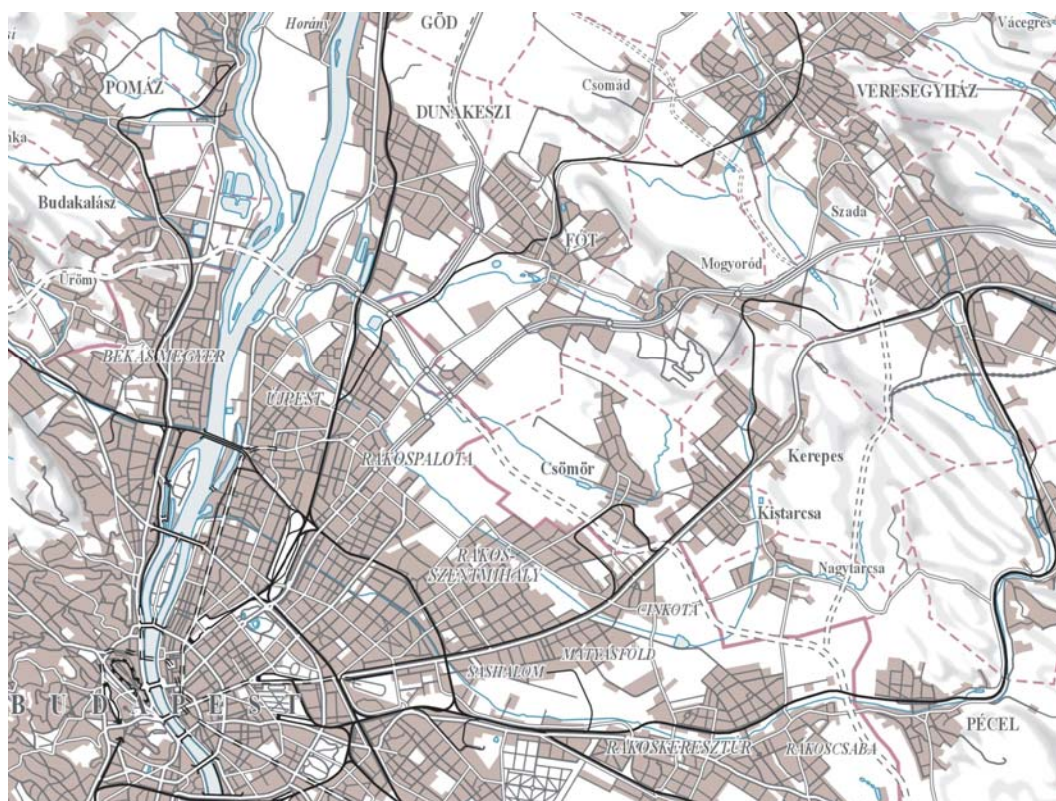 Horány
GÖD
Vácegres
POMÁZ
Csomád
VERESEGYHÁZ
DUNAKESZI
Budakalász
Szada
FÓT
Mogyoród
Üröm
BÉKÁSMEGYER
ÚJPEST
RÁKOSPALOTA
Csömör
Kerepes
Kistarcsa
RÁKOS-
SZENTMIHÁLY
Nagytarcsa
CINKOTA
MÁTYÁSFÖLD
SASHALOM
BUDAPEST
PÉCEL
RÁKOSKERESZTÚR
RÁKOSCSABA